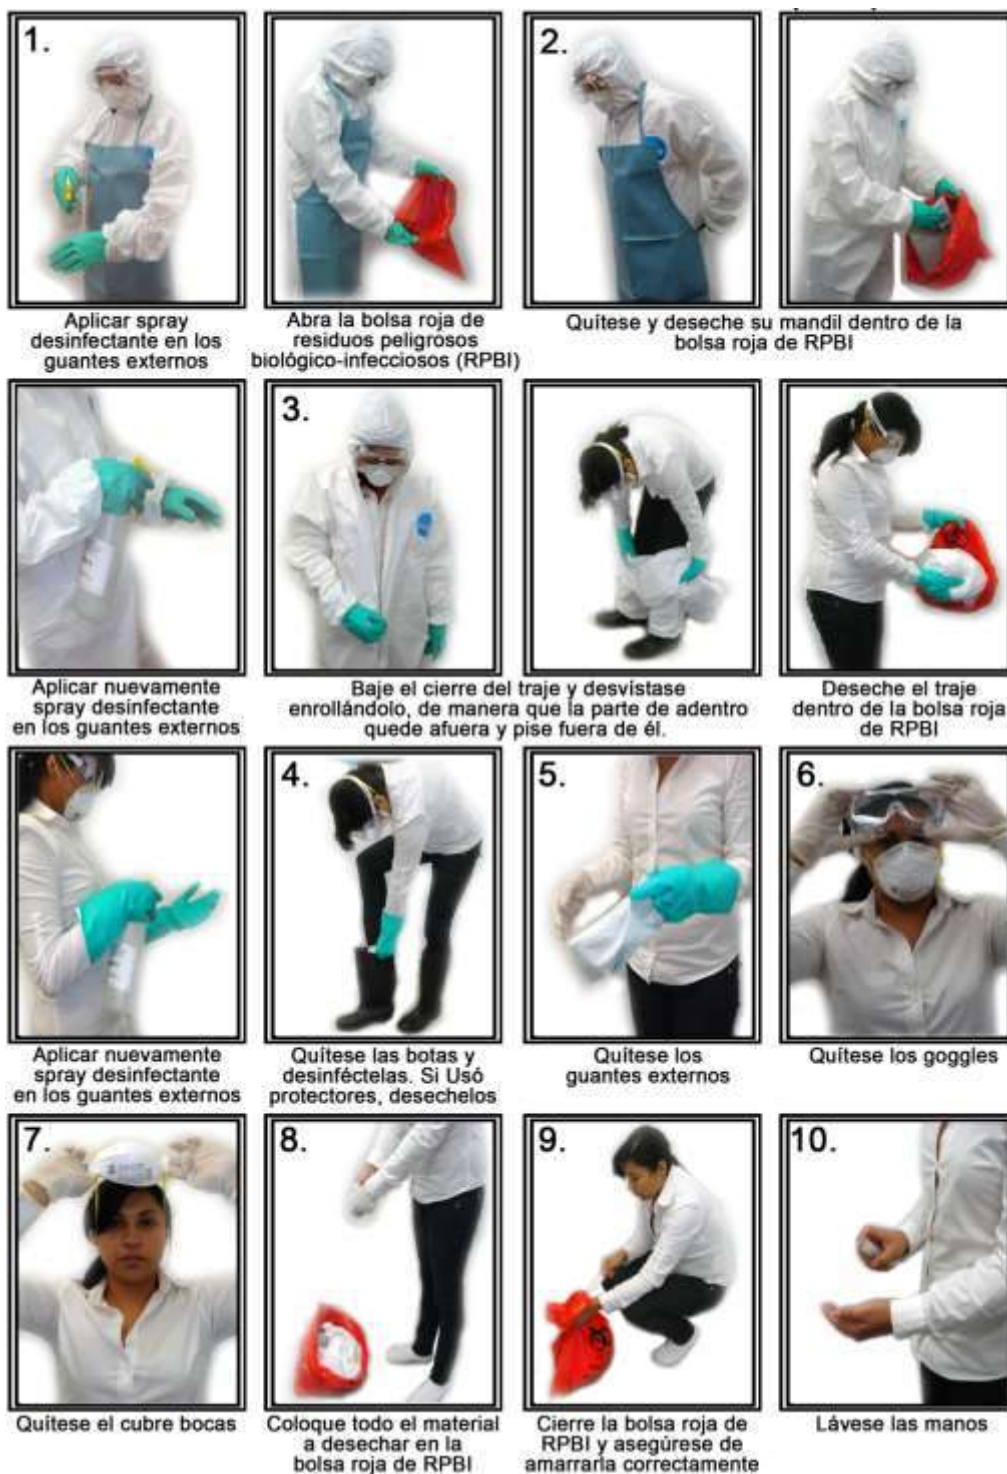 1.
2.
Aplicar spray
desinfectante en los
guantes externos
Abra la bolsa roja de
residuos peligrosos
biológico-infecciosos (RPBI)
Quítese y deseche su mandil dentro de la
bolsa roja de RPBI
3.
Aplicar nuevamente
spray desinfectante
en los guantes externos
Baje el cierre del traje y desvístase
enrollándolo, de manera que la parte de adentro
quede afuera y pise fuera de él.
Deseche el traje
dentro de la bolsa roja
de RPBI
4.
5.
6.
Aplicar nuevamente
spray desinfectante
en los guantes externos
Quítese las botas y
desinféctelas. Si Usó
protectores, desechelos
Quítese los
guantes externos
Quítese los goggles
7.
8.
9.
10.
Quítese el cubre bocas
Coloque todo el material
a desechar en la
bolsa roja de RPBI
Cierre la bolsa roja de
RPBI y asegúrese de
amarrarla correctamente
Lávese las manos